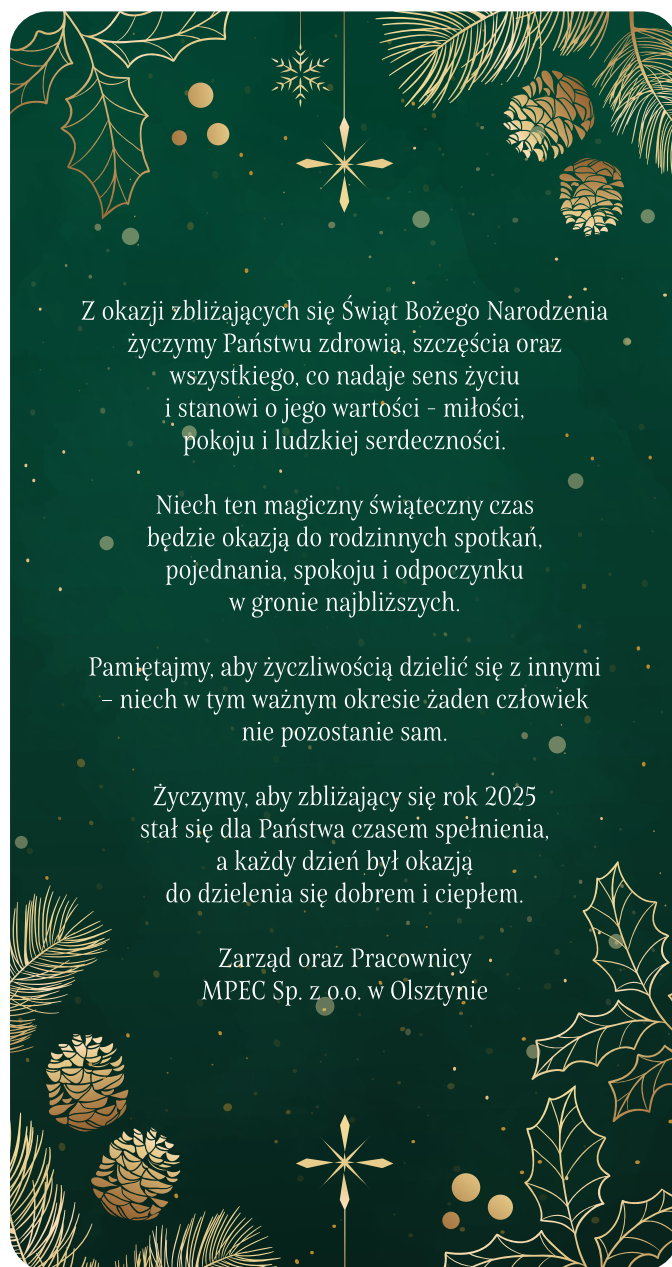 Z okazji zbliżających się Świąt Bożego Narodzenia
życzymy Państwu zdrowia, szczęścia oraz
wszystkiego, co nadaje sens życiu
i stanowi o jego wartości - miłości,
pokoju i ludzkiej serdeczności.
Niech ten magiczny świąteczny czas
będzie okazją do rodzinnych spotkań,
pojednania, spokoju i odpoczynku
w gronie najbliższych.
Pamiętajmy, aby życzliwością dzielić się z innymi
– niech w tym ważnym okresie żaden człowiek
nie pozostanie sam.
Życzymy, aby zbliżający się rok 2025
stał się dla Państwa czasem spełnienia,
a każdy dzień był okazją
do dzielenia się dobrem i ciepłem.
Zarząd oraz Pracownicy
MPEC Sp. z o.o. w Olsztynie